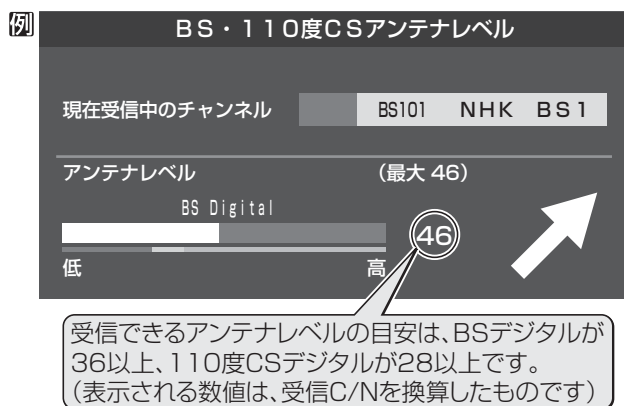 例
BS・110度CSアンテナレベル
現在受信中のチャンネル BS101 NHK BS1
アンテナレベル (最大 46)
BS Digital
46
低 高
受信できるアンテナレベルの目安は、BSデジタルが
36以上、110度CSデジタルが28以上です。
(表示される数値は、受信C/Nを換算したものです)